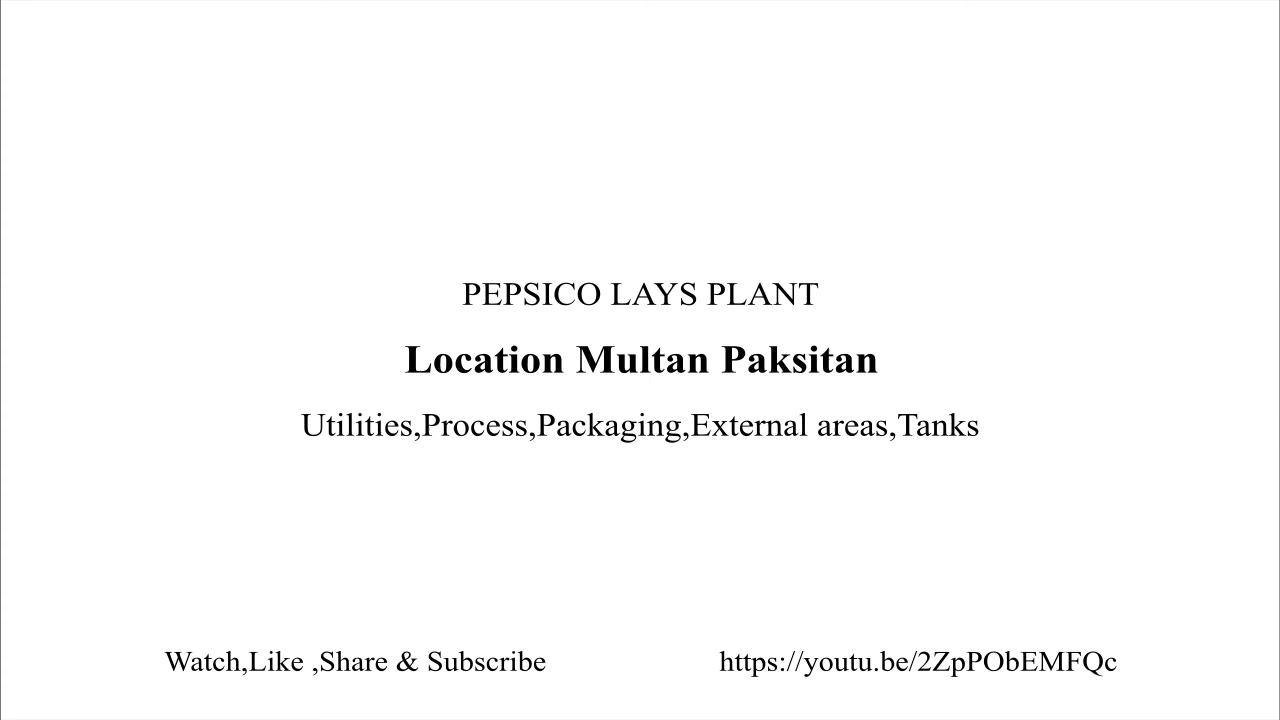 PEPSICO LAYS PLANT
Location Multan Paksitan
Utilities,Process,Packaging,External areas,Tanks
Watch,Like ,Share & Subscribe
https://youtu.be/2ZpPObEMFQc